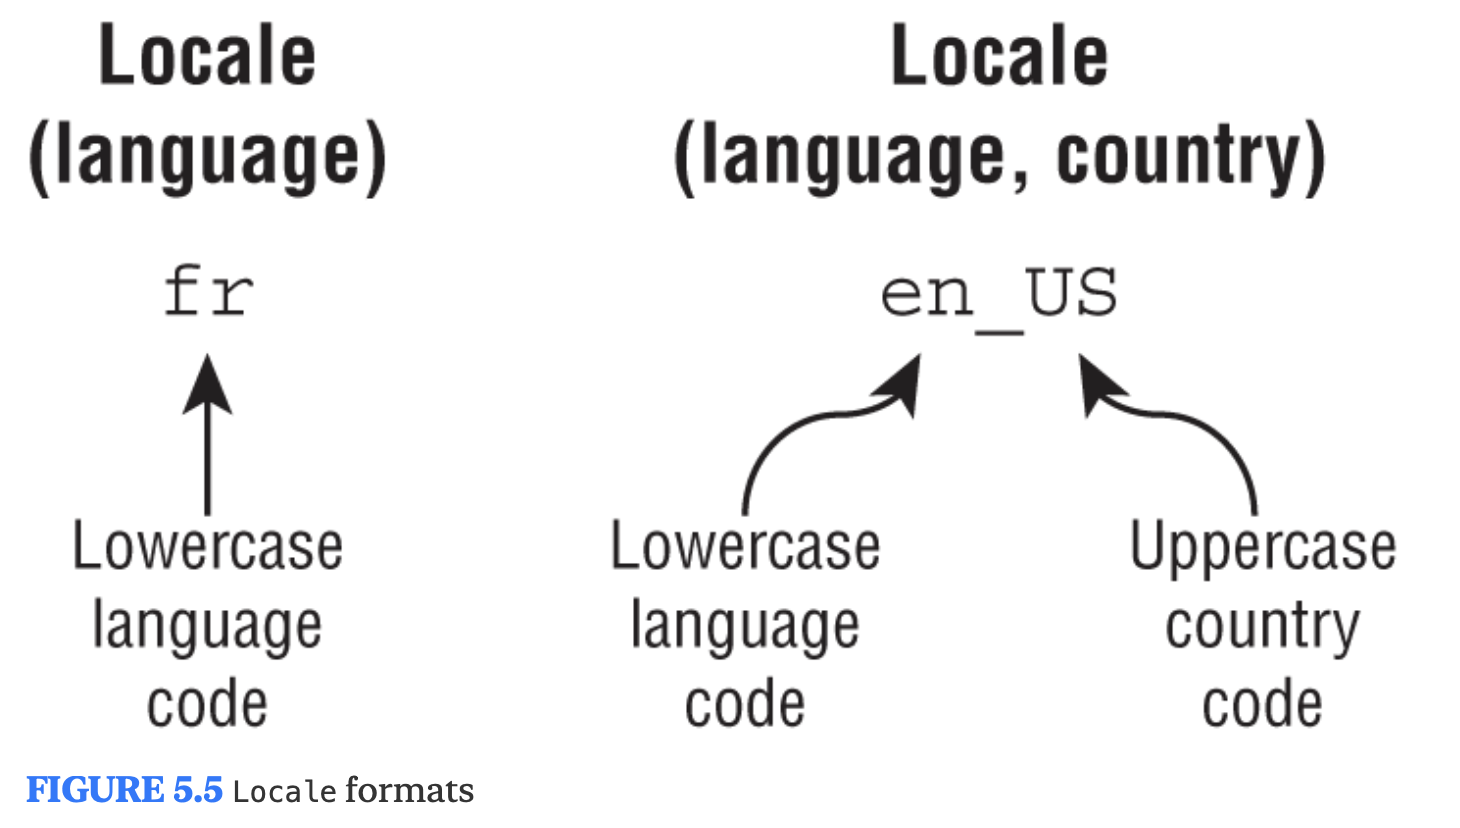 Locale
(language)
fr
Lowercase
language
code
Locale
(language, country)
en_US
Lowercase
language
code
Uppercase
country
code
FIGURE 5.5 Locale formats